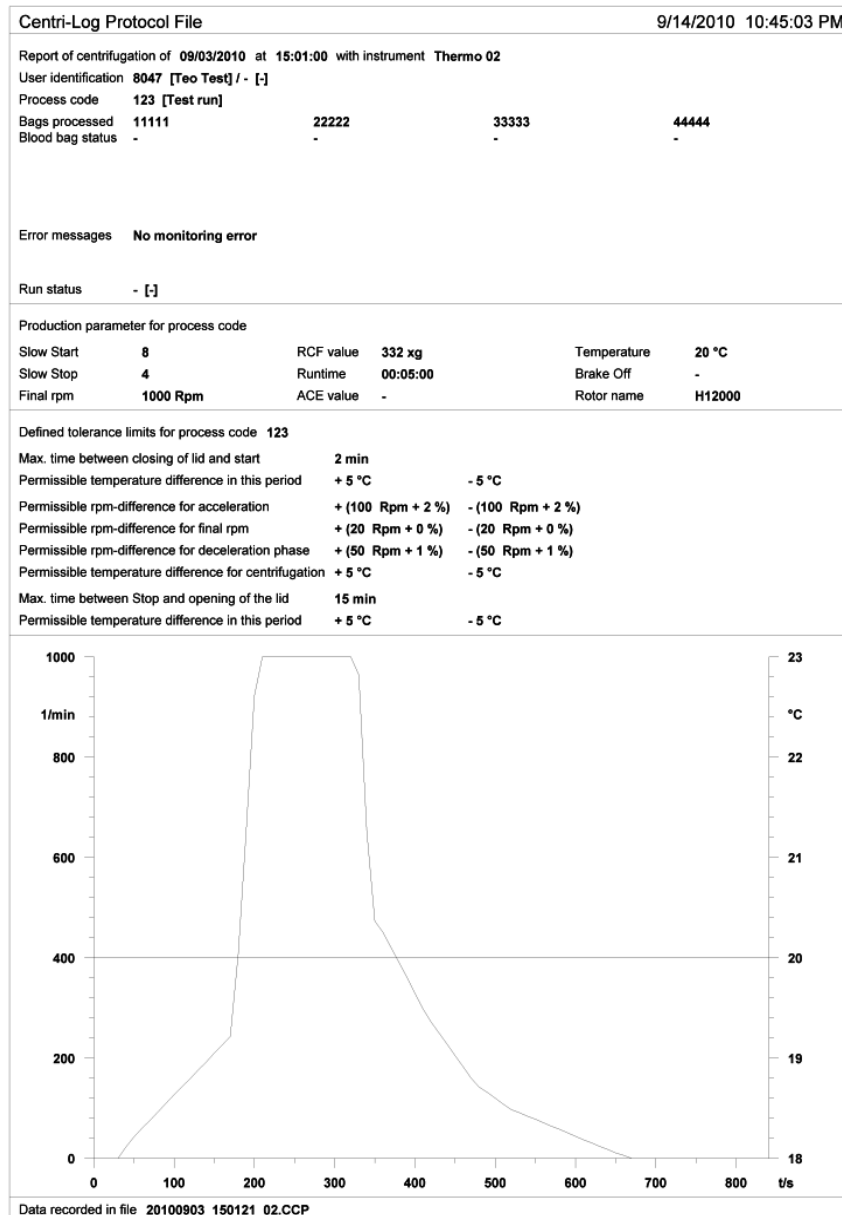 Centri-Log Protocol File 9/14/2010 10:45:03 PM
Report of centrifugation of 09/03/2010 at 15:01:00 with instrument Thermo 02
User identification 8047 [Teo Test] / - [-]
Process code 123 [Test run]
Bags processed 11111 22222 33333 44444
Blood bag status - - - -
Error messages No monitoring error
Run status - [-]
Production parameter for process code
Slow Start 8 RCF value 332 xg Temperature 20 °C
Slow Stop 4 Runtime 00:05:00 Brake Off -
Final rpm 1000 Rpm ACE value - Rotor name H12000
Defined tolerance limits for process code 123
Max. time between closing of lid and start 2 min
Permissible temperature difference in this period + 5 °C - 5 °C
Permissible rpm-difference for acceleration + (100 Rpm + 2 %) - (100 Rpm + 2 %)
Permissible rpm-difference for final rpm + (20 Rpm + 0 %) - (20 Rpm + 0 %)
Permissible rpm-difference for deceleration phase + (50 Rpm + 1 %) - (50 Rpm + 1 %)
Permissible temperature difference for centrifugation + 5 °C - 5 °C
Max. time between Stop and opening of the lid 15 min
Permissible temperature difference in this period + 5 °C - 5 °C
1000 23
1/min °C
800 22
600 21
400 20
200 19
0 18
0 100 200 300 400 500 600 700 800 t/s
Data recorded in file 20100903_150121_02.CCP